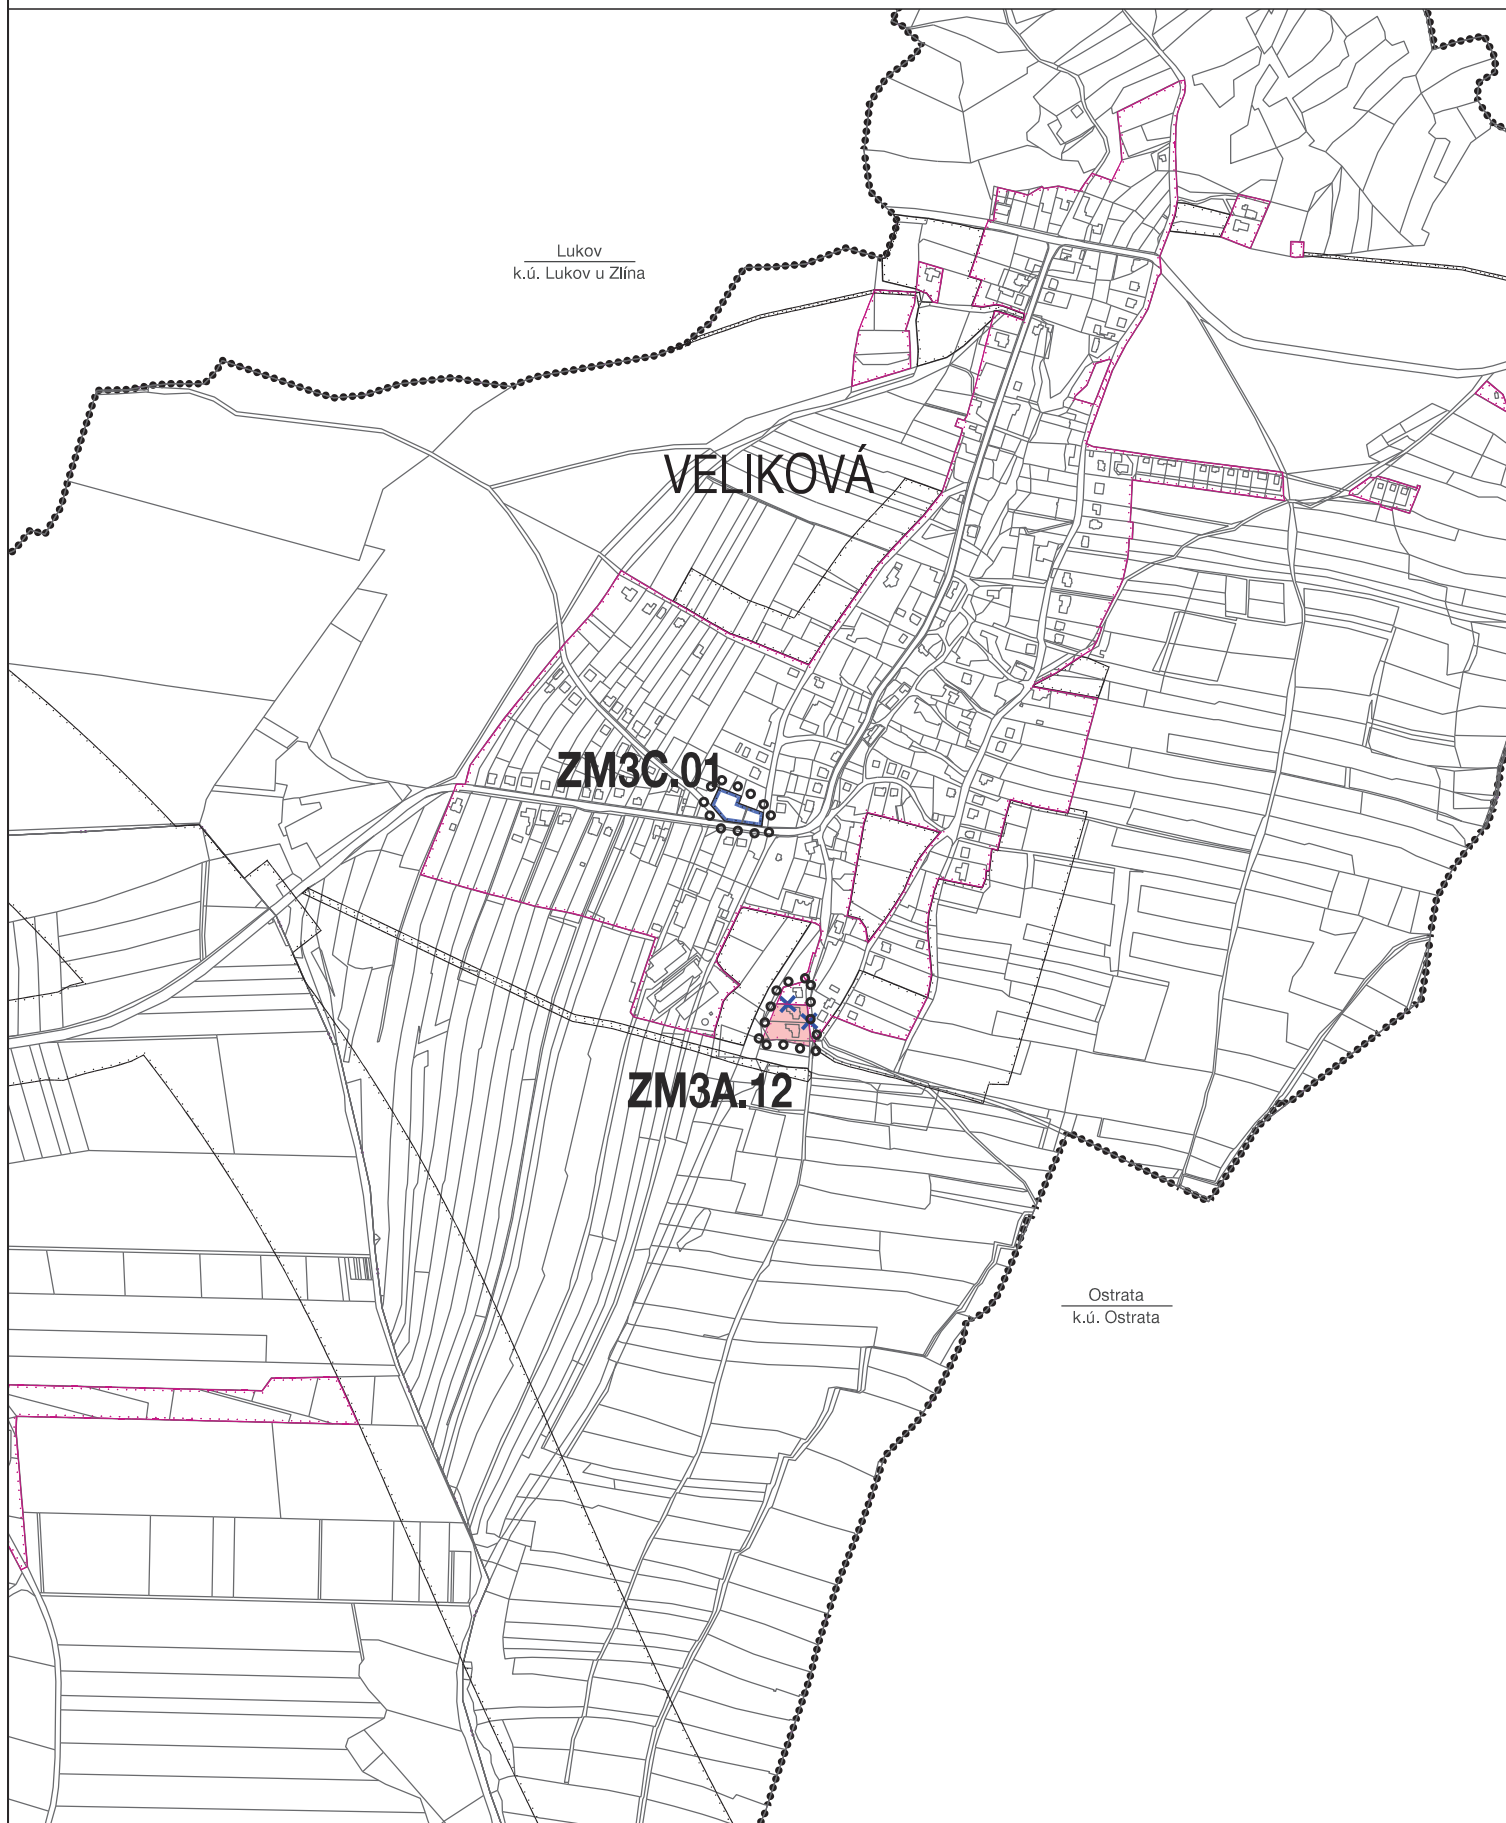 Lukov
k.ú. Lukov u Zlína
VELIKOVÁ
ZM3C.01
ZM3A.12
Ostrata
k.ú. Ostrata